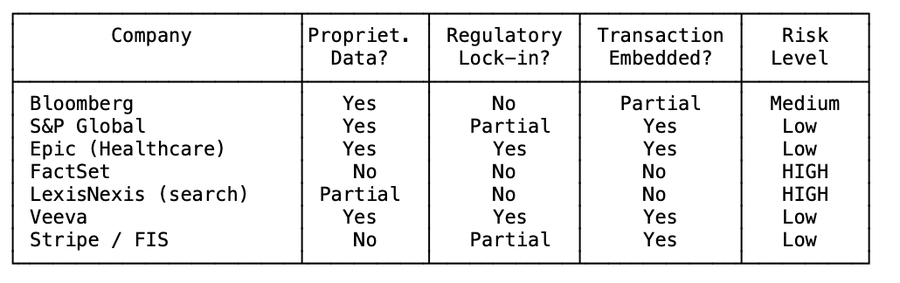 Company Propriet. Regulatory Transaction Risk
Data? Lock-in? Embedded? Level
Bloomberg Yes No Partial Medium
S&P Global Yes Partial Yes Low
Epic (Healthcare) Yes Yes Yes Low
FactSet No No No HIGH
LexisNexis (search) Partial No No HIGH
Veeva Yes Yes Yes Low
Stripe / FIS No Partial Yes Low